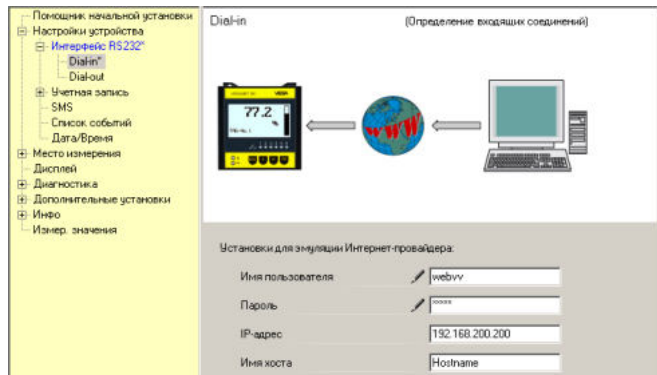 Помощник начальной установки
Настройки устройства
Интерфейс RS232*
Dial-in*
Dial-out
Учетная запись
SMS
Список событий
Дата/Время
Место измерения
Дисплей
Диагностика
Дополнительные установки
Инфо
Измер. значения
Dial-in
(Определение входящих соединений)
VEGA
77.2
%
WWW
Установки для эмуляции Интернет-провайдера:
Имя пользователя
webvv
Пароль
****
IP-адрес
192.168.200.200
Имя хоста
Hostname